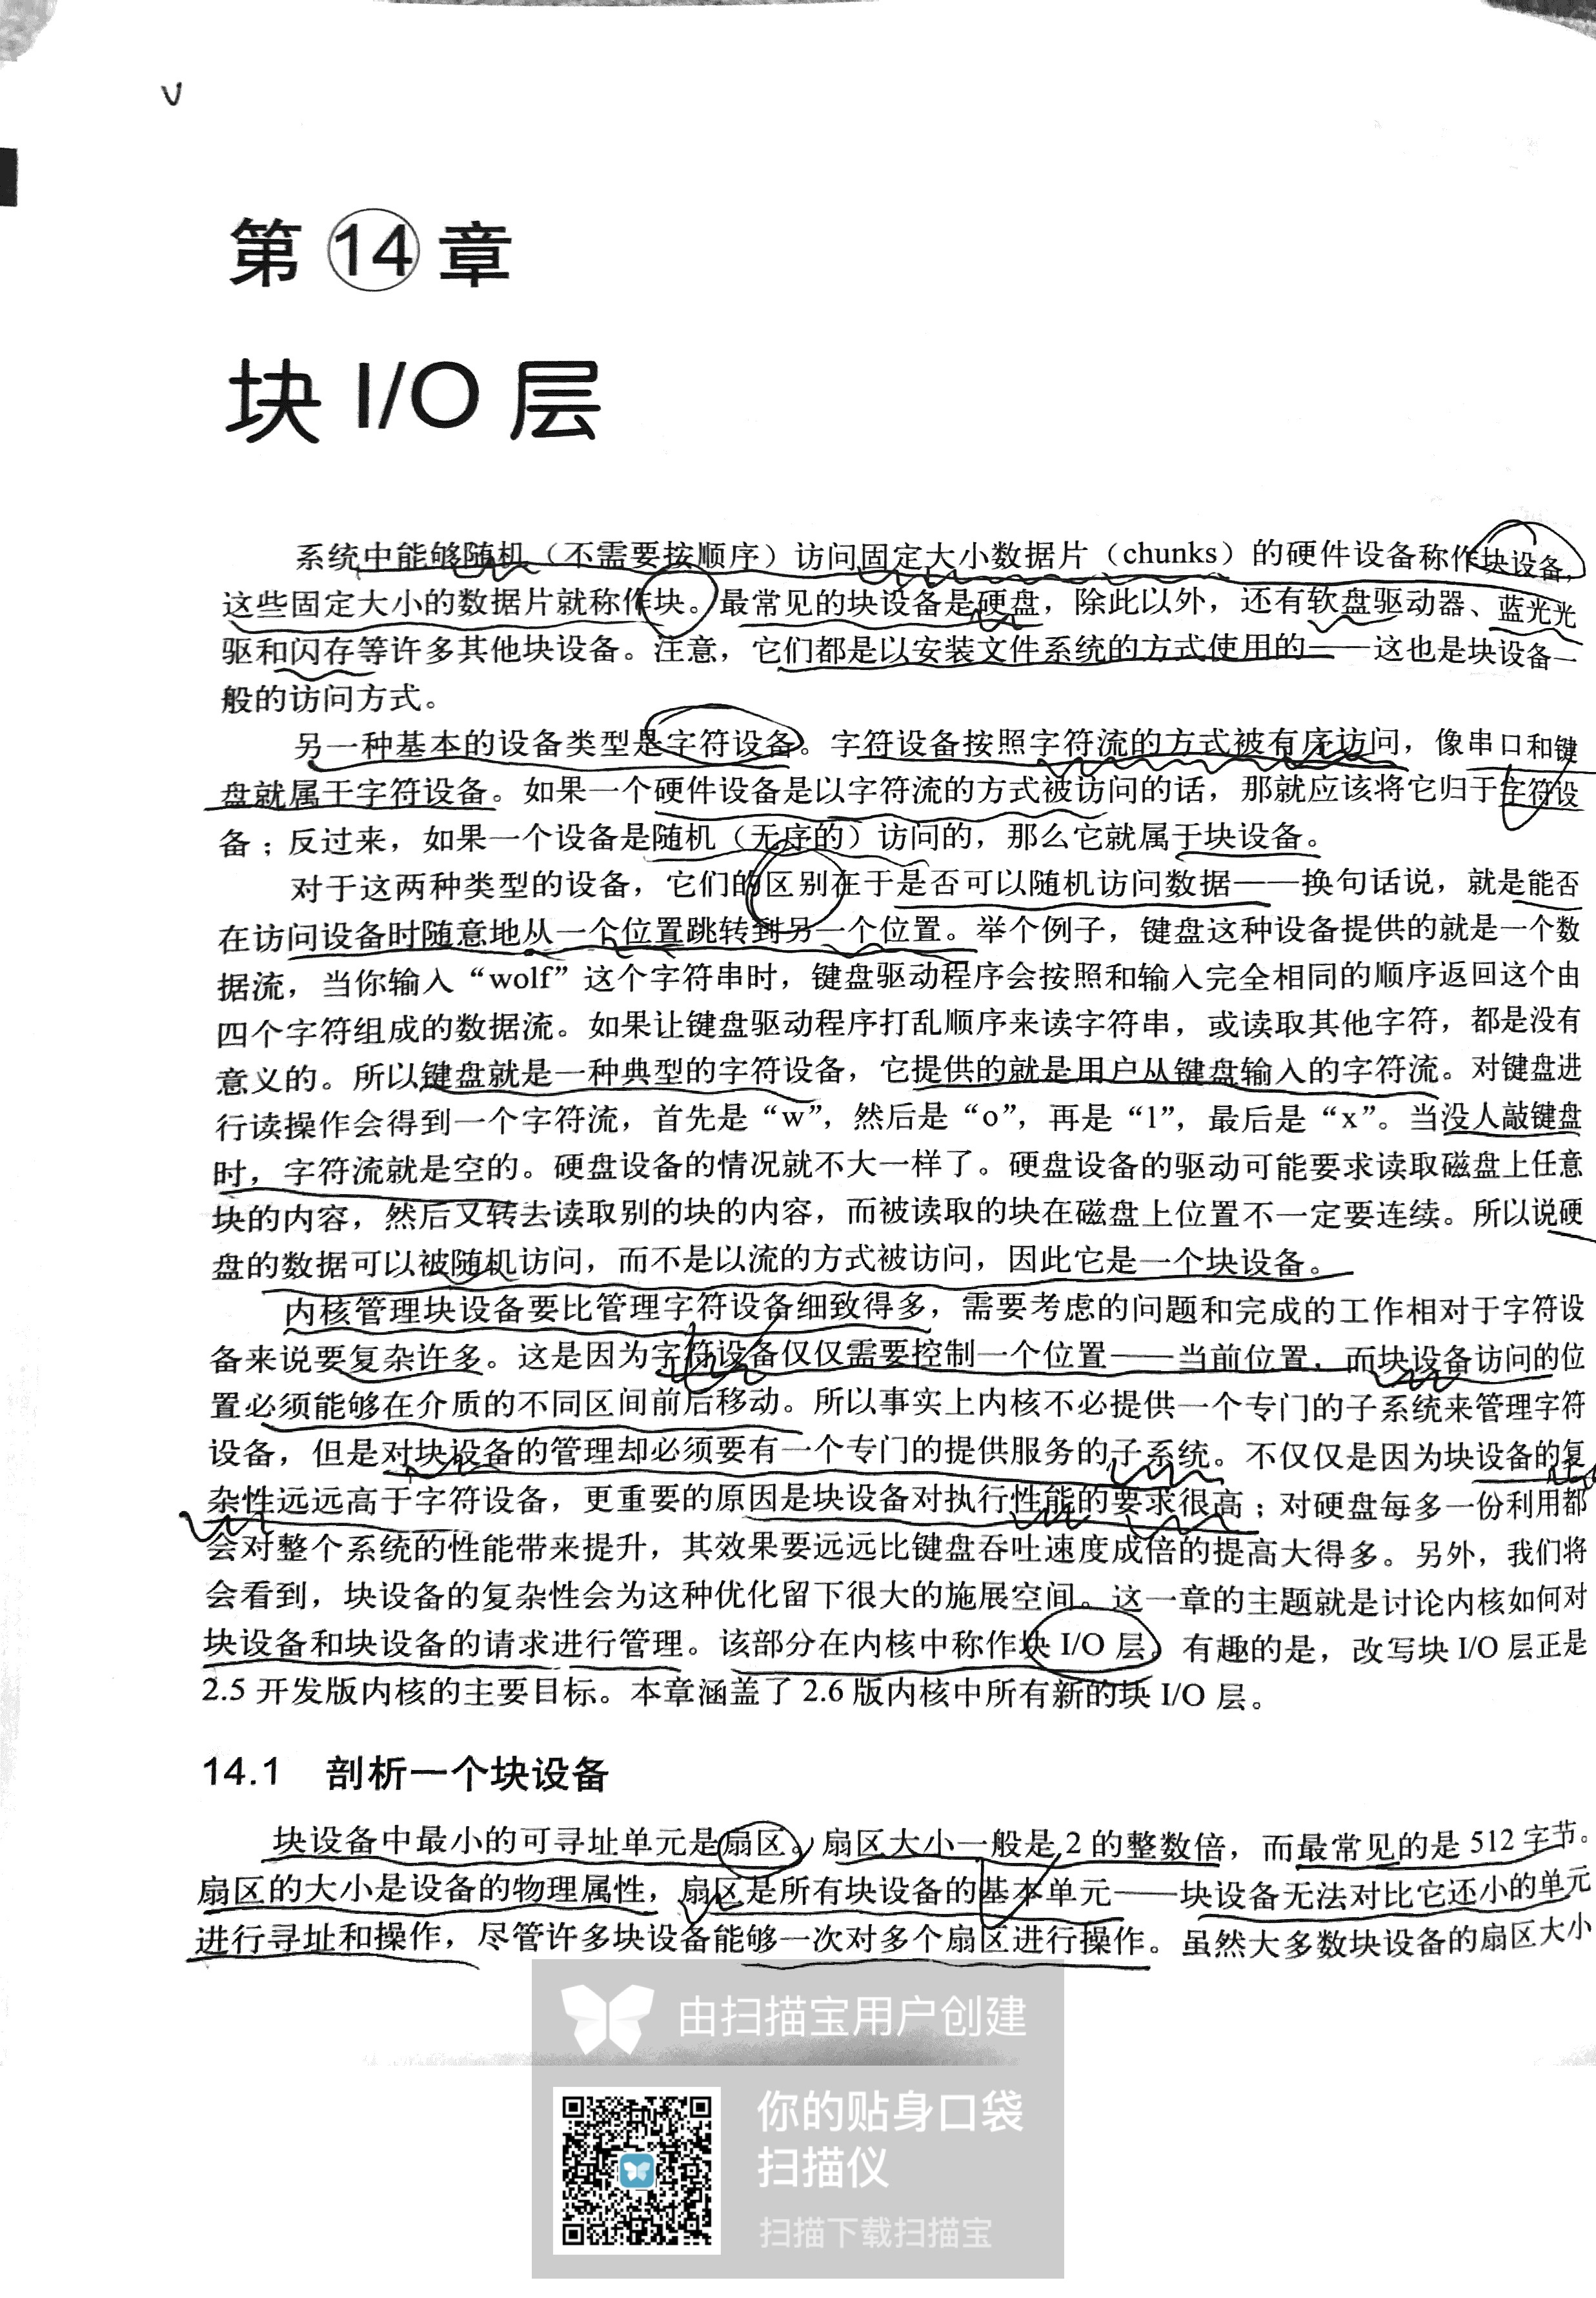 第14章
块 I/O 层
系统中能够随机（不需要按顺序）访问固定大小数据片（chunks）的硬件设备称作块设备，
这些固定大小的数据片就称作块。最常见的块设备是硬盘，除此以外，还有软盘驱动器、蓝光光
驱和闪存等许多其他块设备。注意，它们都是以安装文件系统的方式使用的——这也是块设备一
般的访问方式。
另一种基本的设备类型是字符设备。字符设备按照字符流的方式被有序访问，像串口和键
盘就属于字符设备。如果一个硬件设备是以字符流的方式被访问的话，那就应该将它归于字符设
备；反过来，如果一个设备是随机（无序的）访问的，那么它就属于块设备。
对于这两种类型的设备，它们的区别在于是否可以随机访问数据——换句话说，就是能否
在访问设备时随意地从一个位置跳转到另一个位置。举个例子，键盘这种设备提供的就是一个数
据流，当你输入“wolf”这个字符串时，键盘驱动程序会按照和输入完全相同的顺序返回这个由
四个字符组成的数据流。如果让键盘驱动程序打乱顺序来读字符串，或读取其他字符，都是没有
意义的。所以键盘就是一种典型的字符设备，它提供的就是用户从键盘输入的字符流。对键盘进
行读操作会得到一个字符流，首先是“w”，然后是“o”，再是“l”，最后是“x”。当没人敲键盘
时，字符流就是空的。硬盘设备的情况就不大一样了。硬盘设备的驱动可能要求读取磁盘上任意
块的内容，然后又转去读取别的块的内容，而被读取的块在磁盘上位置不一定要连续。所以说硬
盘的数据可以被随机访问，而不是以流的方式被访问，因此它是一个块设备。
内核管理块设备要比管理字符设备细致得多，需要考虑的问题和完成的工作相对于字符设
备来说要复杂许多。这是因为字符设备仅仅需要控制一个位置——当前位置，而块设备访问的位
置必须能够在介质的不同区间前后移动。所以事实上内核不必提供一个专门的子系统来管理字符
设备，但是对块设备的管理却必须要有一个专门的提供服务的子系统。不仅仅是因为块设备的复
杂性远远高于字符设备，更重要的原因是块设备对执行性能的要求很高；对硬盘每多一份利用都
会对整个系统的性能带来提升，其效果要远远比键盘吞吐速度成倍的提高大得多。另外，我们将
会看到，块设备的复杂性会为这种优化留下很大的施展空间。这一章的主题就是讨论内核如何对
块设备和块设备的请求进行管理。该部分在内核中称作块 I/O 层。有趣的是，改写块 I/O 层正是
2.5 开发版内核的主要目标。本章涵盖了 2.6 版内核中所有新的块 I/O 层。
14.1 剖析一个块设备
块设备中最小的可寻址单元是扇区。扇区大小一般是 2 的整数倍，而最常见的是 512 字节。
扇区的大小是设备的物理属性，扇区是所有块设备的基本单元——块设备无法对比它还小的单元
进行寻址和操作，尽管许多块设备能够一次对多个扇区进行操作。虽然大多数块设备的扇区大小
由扫描宝用户创建
你的贴身口袋
扫描仪
扫描下载扫描宝